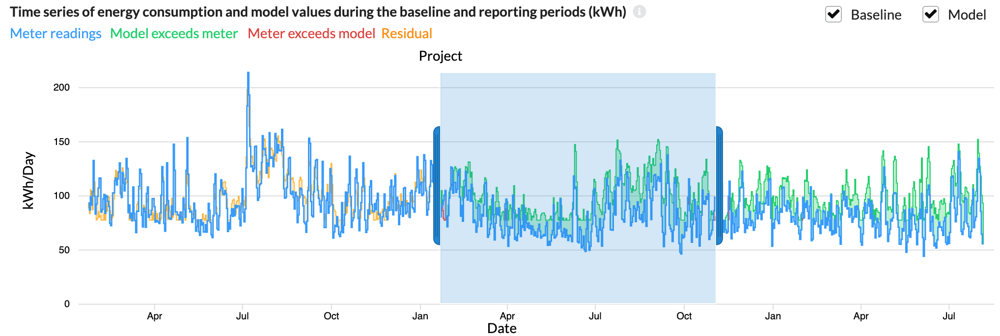 Time series of energy consumption and model values during the baseline and reporting periods (kWh)
Baseline Model
Meter readings Model exceeds meter Meter exceeds model Residual
Project
200
150
100
50
0
kWh/Day
Apr Jul Oct Jan Apr Jul Oct Jan Apr Jul
Date